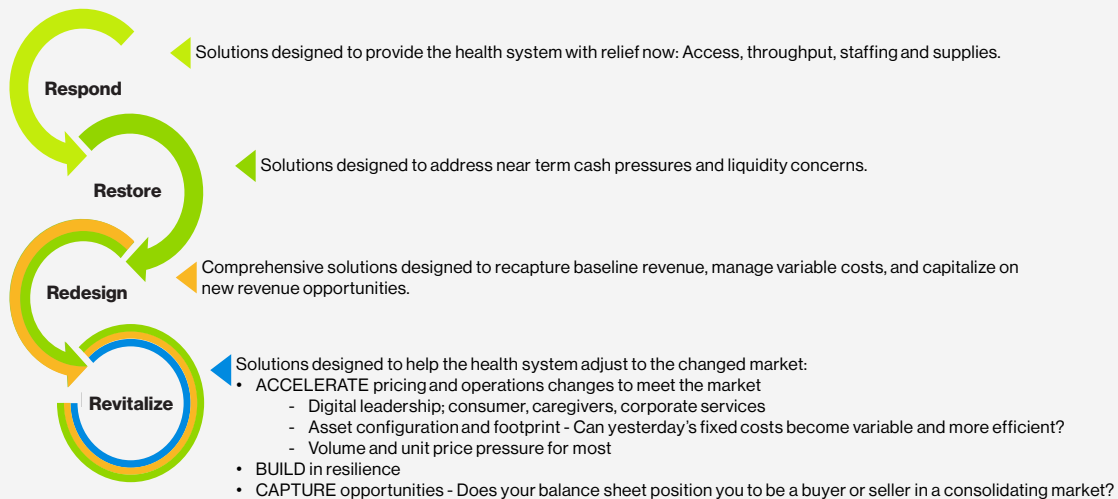 Respond
Solutions designed to provide the health system with relief now: Access, throughput, staffing and supplies.
Restore
Solutions designed to address near term cash pressures and liquidity concerns.
Redesign
Comprehensive solutions designed to recapture baseline revenue, manage variable costs, and capitalize on
new revenue opportunities.
Revitalize
Solutions designed to help the health system adjust to the changed market:
• ACCELERATE pricing and operations changes to meet the market
- Digital leadership; consumer, caregivers, corporate services
- Asset configuration and footprint - Can yesterday's fixed costs become variable and more efficient?
- Volume and unit price pressure for most
• BUILD in resilience
• CAPTURE opportunities - Does your balance sheet position you to be a buyer or seller in a consolidating market?